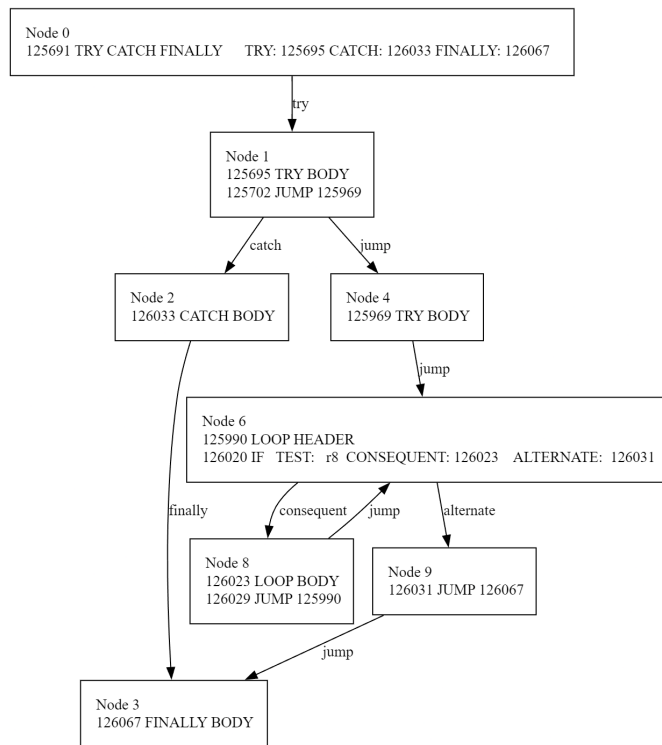 Node 0
125691 TRY CATCH FINALLY TRY: 125695 CATCH: 126033 FINALLY: 126067
try
Node 1
125695 TRY BODY
125702 JUMP 125969
catch
jump
Node 2
126033 CATCH BODY
Node 4
125969 TRY BODY
jump
Node 6
125990 LOOP HEADER
126020 IF TEST: r8 CONSEQUENT: 126023 ALTERNATE: 126031
finally
consequent
jump
alternate
Node 8
126023 LOOP BODY
126029 JUMP 125990
Node 9
126031 JUMP 126067
jump
Node 3
126067 FINALLY BODY